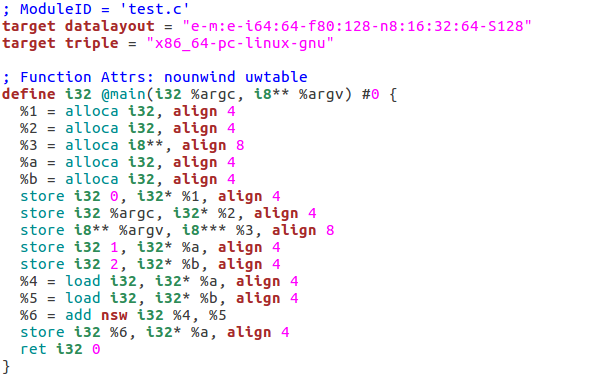 ; ModuleID = 'test.c'
target datalayout = "e-m:e-i64:64-f80:128-n8:16:32:64-S128"
target triple = "x86_64-pc-linux-gnu"

; Function Attrs: nounwind uwtable
define i32 @main(i32 %argc, i8** %argv) #0 {
  %1 = alloca i32, align 4
  %2 = alloca i32, align 4
  %3 = alloca i8**, align 8
  %a = alloca i32, align 4
  %b = alloca i32, align 4
  store i32 0, i32* %1, align 4
  store i32 %argc, i32* %2, align 4
  store i8** %argv, i8*** %3, align 8
  store i32 1, i32* %a, align 4
  store i32 2, i32* %b, align 4
  %4 = load i32, i32* %a, align 4
  %5 = load i32, i32* %b, align 4
  %6 = add nsw i32 %4, %5
  store i32 %6, i32* %a, align 4
  ret i32 0
}